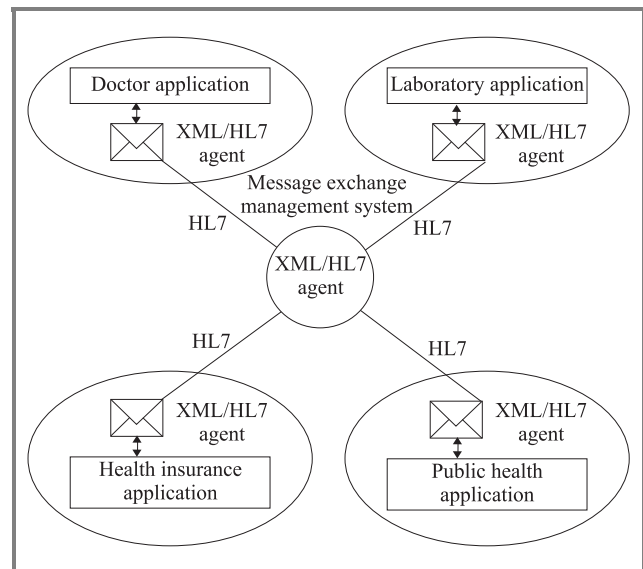 Doctor application
XML/HL7
agent
Laboratory application
XML/HL7
agent
Message exchange
management system
HL7
HL7
XML/HL7
agent
HL7
HL7
XML/HL7
agent
Health insurance
application
XML/HL7
agent
Public health
application